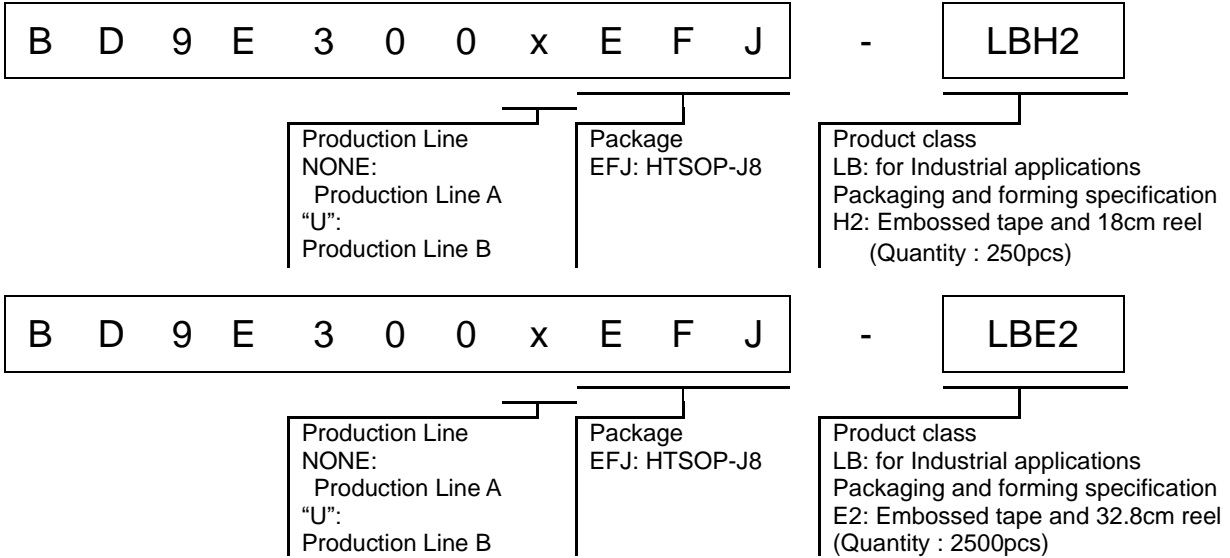 B D 9 E 3 0 0 x E F J - LBH2
Production Line
NONE:
Production Line A
“U”:
Production Line B
Package
EFJ: HTSOP-J8
Product class
LB: for Industrial applications
Packaging and forming specification
H2: Embossed tape and 18cm reel
(Quantity : 250pcs)
B D 9 E 3 0 0 x E F J - LBE2
Production Line
NONE:
Production Line A
“U”:
Production Line B
Package
EFJ: HTSOP-J8
Product class
LB: for Industrial applications
Packaging and forming specification
E2: Embossed tape and 32.8cm reel
(Quantity : 2500pcs)